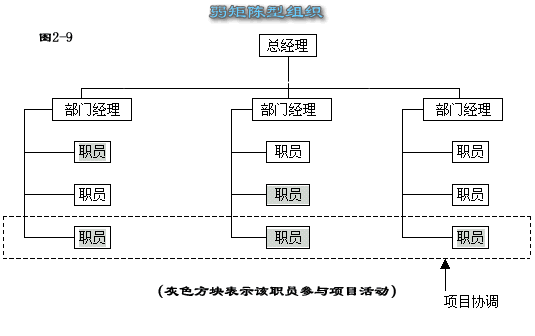 弱矩陈型组织
图2-9
总经理
部门经理 部门经理 部门经理
职员 职员 职员
职员 职员 职员
职员 职员 职员
(灰色方块表示该职员参与项目活动)
项目协调